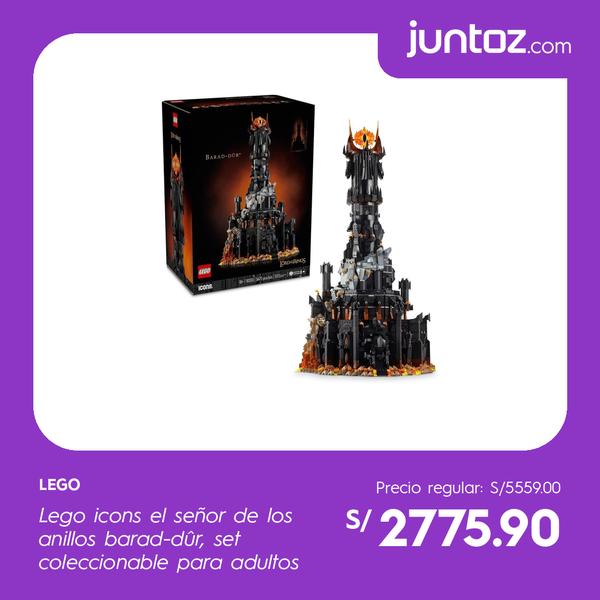 juntoz.com
BARAD-DÛR
LEGO
ICONS
LEGO
Lego icons el señor de los
anillos barad-dûr, set
coleccionable para adultos
Precio regular: S/5559.00
S/ 2775.90